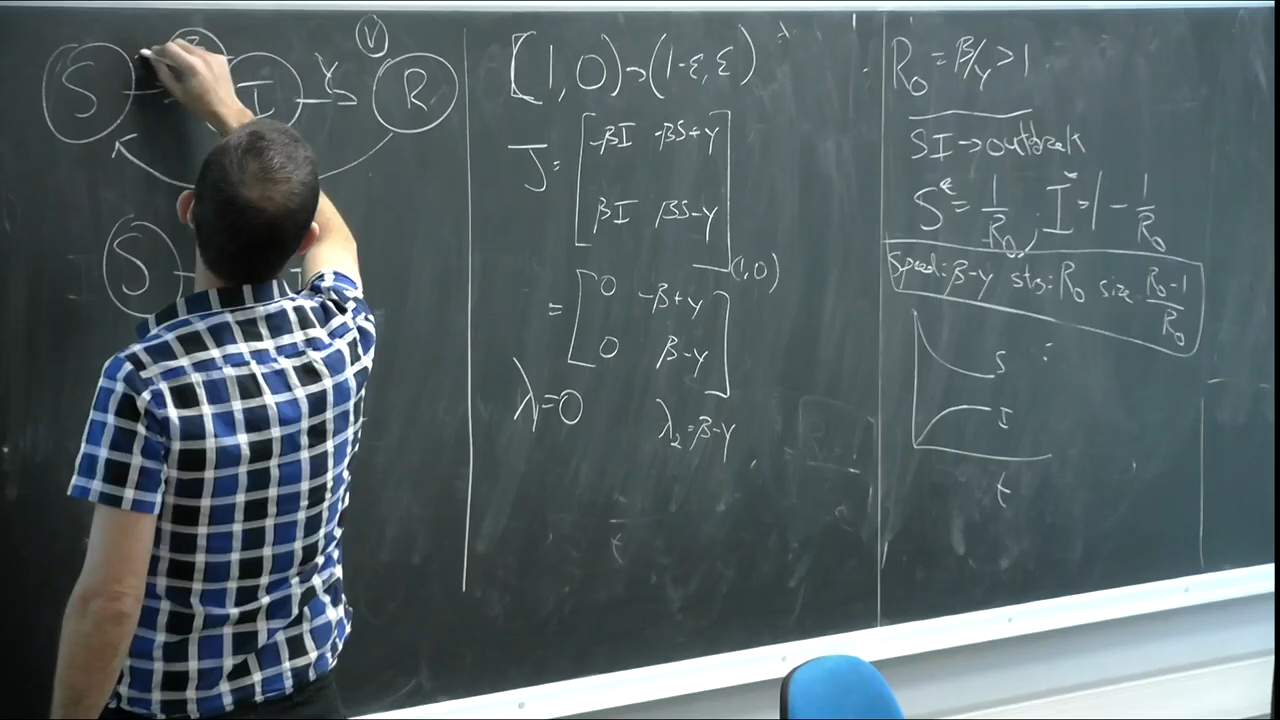 V
S I γ R
S
(1,0)→(1-ε,ε)
J= [-βI -βS+γ
βI βS-γ] (1,0)
= [0 -β+γ
0 β-γ]
λ₁=0 λ₂=β-γ
t
R₀=β/γ>1
SI→outbreak
S*=1/R₀, I*=1-1/R₀
Speed: β-γ sts: R₀ size R₀-1/R₀
S
I
t